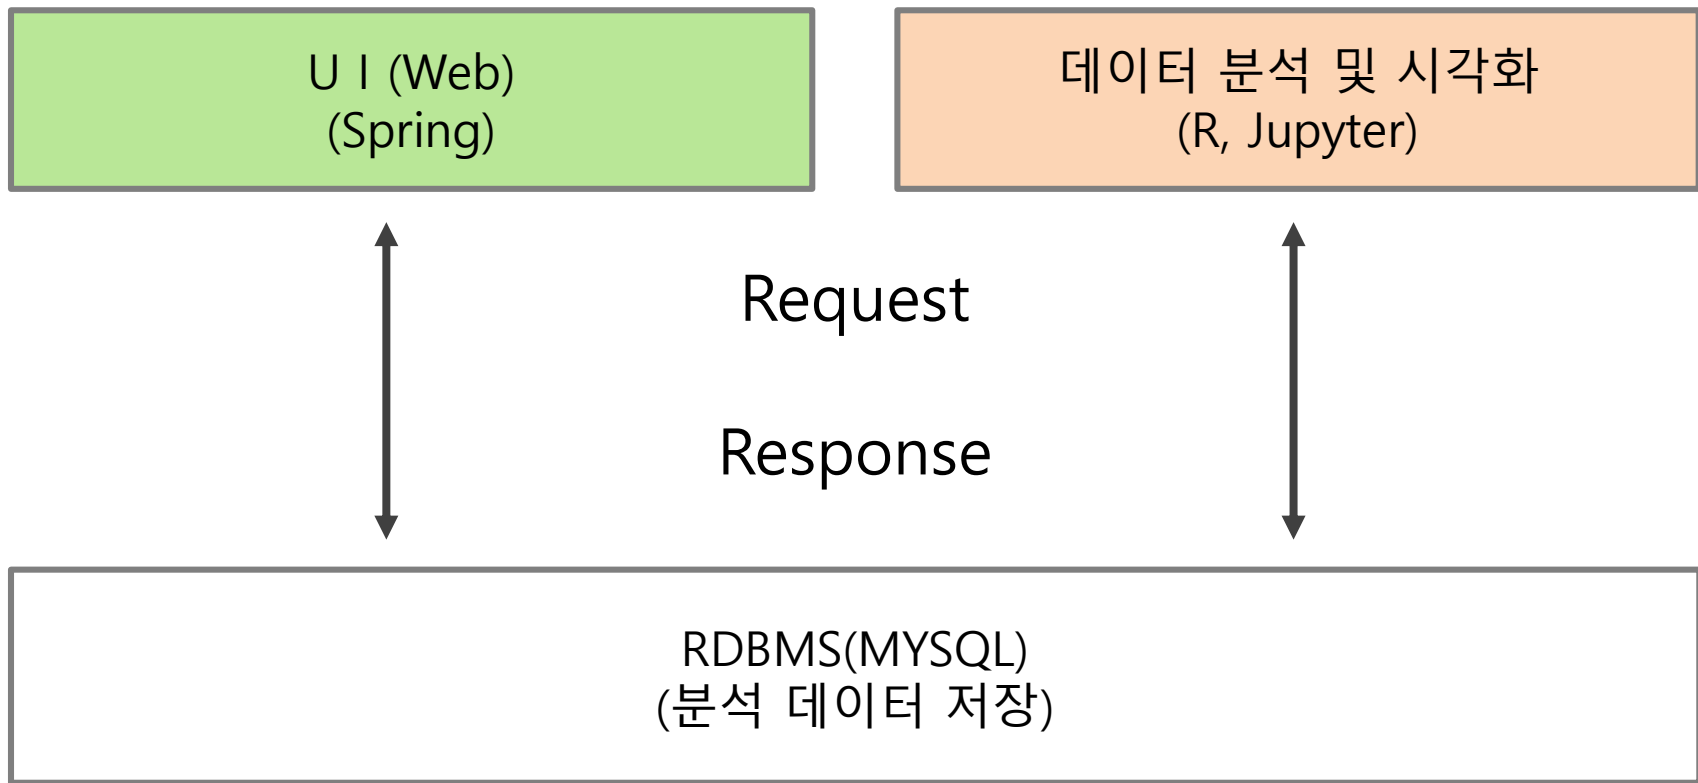 U I (Web)
(Spring)
데이터 분석 및 시각화
(R, Jupyter)
Request
Response
RDBMS(MYSQL)
(분석 데이터 저장)